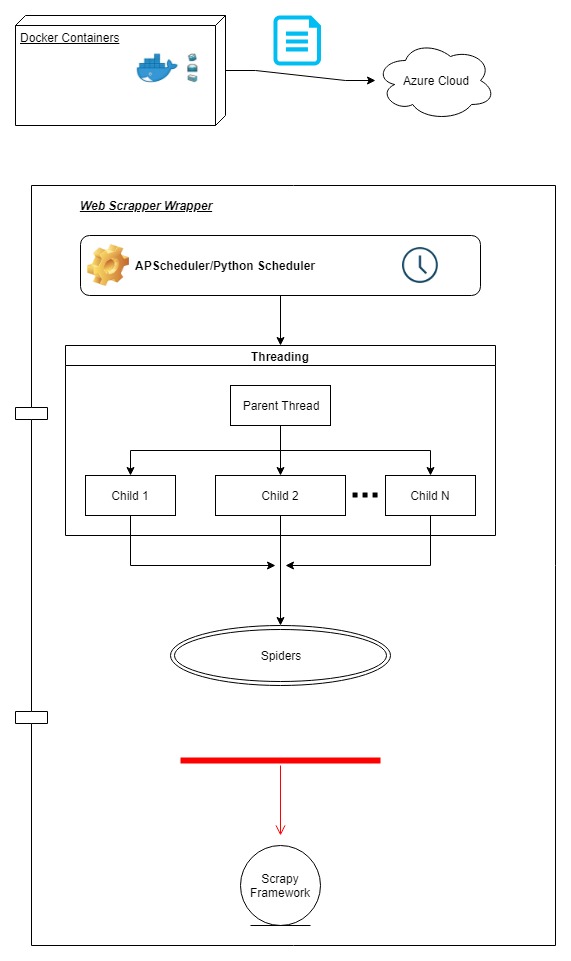 Docker Containers
Azure Cloud
Web Scrapper Wrapper
APScheduler/Python Scheduler
Threading
Parent Thread
Child 1
Child 2
Child N
Spiders
Scrapy
Framework